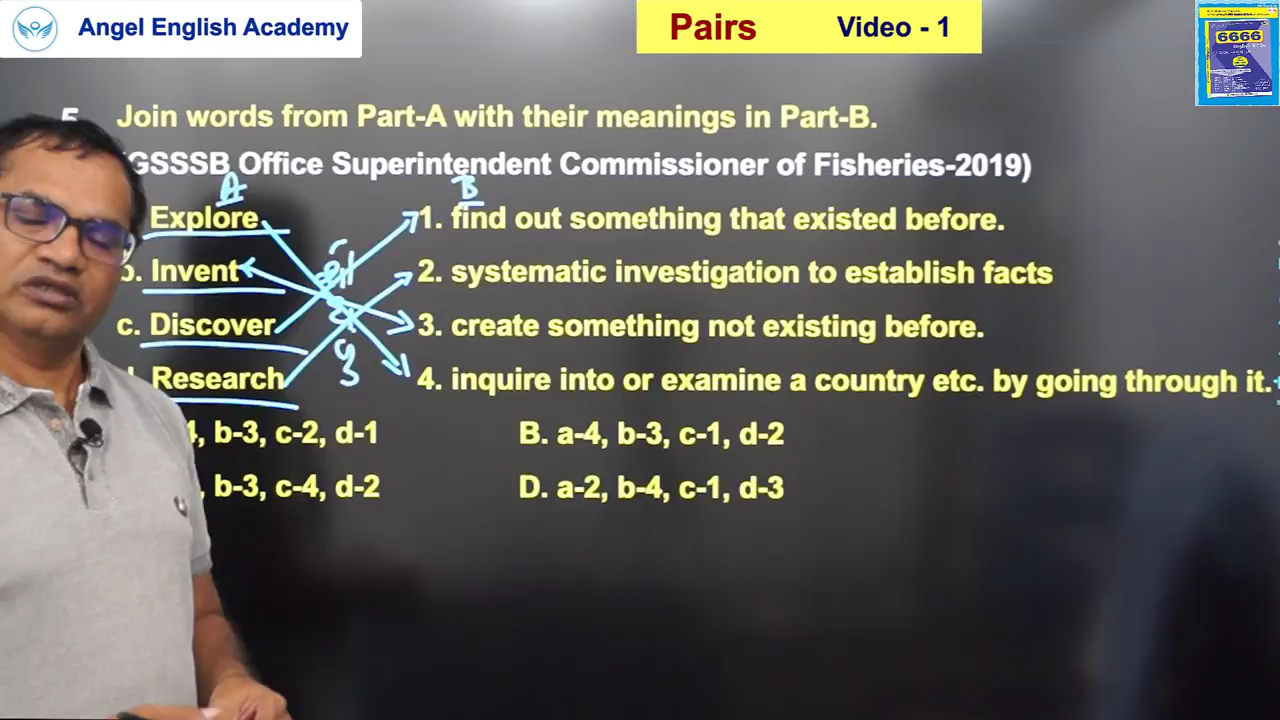 Angel English Academy
Pairs Video - 1
6666
5. Join words from Part-A with their meanings in Part-B.
(GSSSB Office Superintendent Commissioner of Fisheries-2019)
A B
Explore 1. find out something that existed before.
b. Invent 2. systematic investigation to establish facts
c. Discover 3. create something not existing before.
d. Research 4. inquire into or examine a country etc. by going through it.
4, b-3, c-2, d-1 B. a-4, b-3, c-1, d-2
, b-3, c-4, d-2 D. a-2, b-4, c-1, d-3